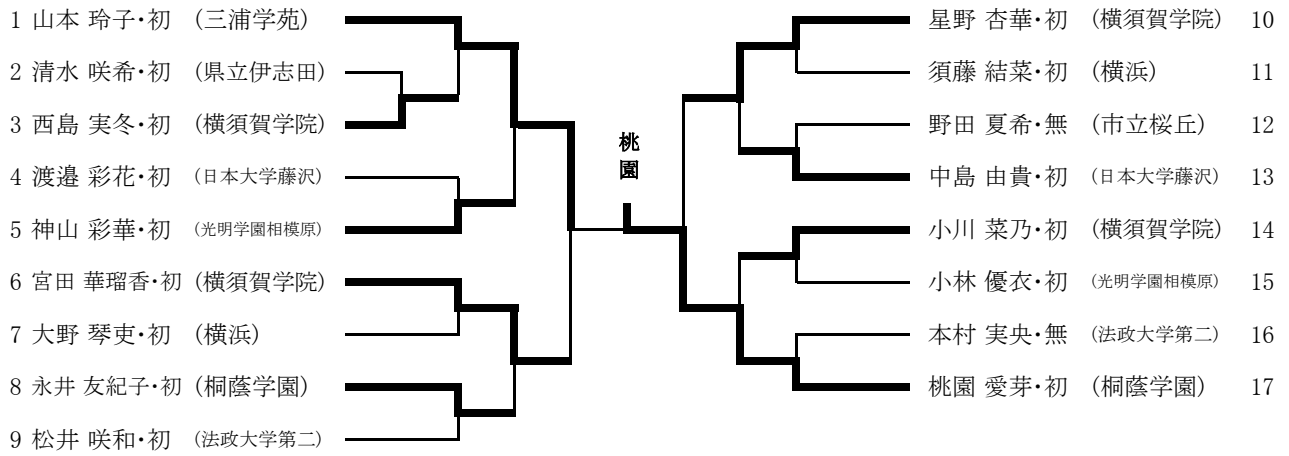 1 山本 玲子・初 (三浦学苑)
2 清水 咲希・初 (県立伊志田)
3 西島 実冬・初 (横須賀学院)
4 渡邉 彩花・初 (日本大学藤沢)
5 神山 彩華・初 (光明学園相模原)
6 宮田 華瑠香・初 (横須賀学院)
7 大野 琴吏・初 (横浜)
8 永井 友紀子・初 (桐蔭学園)
9 松井 咲和・初 (法政大学第二)
桃園
星野 杏華・初 (横須賀学院) 10
須藤 結菜・初 (横浜) 11
野田 夏希・無 (市立桜丘) 12
中島 由貴・初 (日本大学藤沢) 13
小川 菜乃・初 (横須賀学院) 14
小林 優衣・初 (光明学園相模原) 15
本村 実央・無 (法政大学第二) 16
桃園 愛芽・初 (桐蔭学園) 17